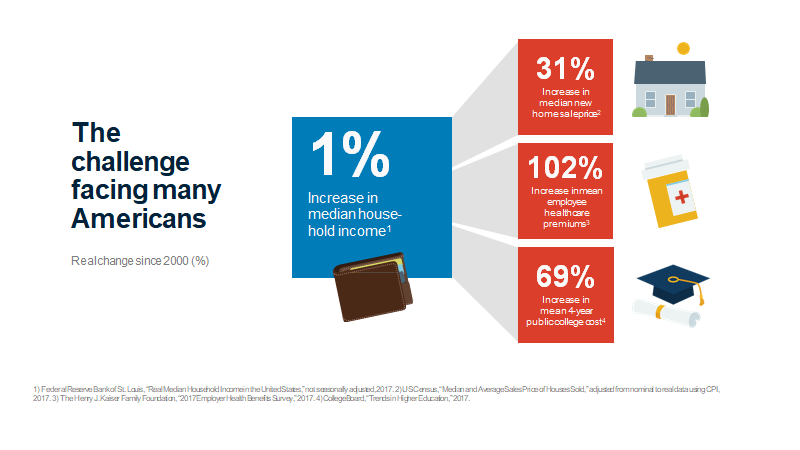 The
challenge
facing many
Americans
Real change since 2000 (%)
1%
Increase in
median house-
hold income1
31%
Increase in
median new
home sale price2
102%
Increase in mean
employee
healthcare
premiums3
69%
Increase in
mean 4-year
public college cost4
1) Federal Reserve Bank of St. Louis, “Real Median Household Income in the United States,” not seasonally adjusted, 2017. 2) US Census, “Median and Average Sales Price of Houses Sold,” adjusted from nominal to real data using CPI,
2017. 3) The Henry J. Kaiser Family Foundation, “2017 Employer Health Benefits Survey,” 2017. 4) College Board, “Trends in Higher Education,” 2017.